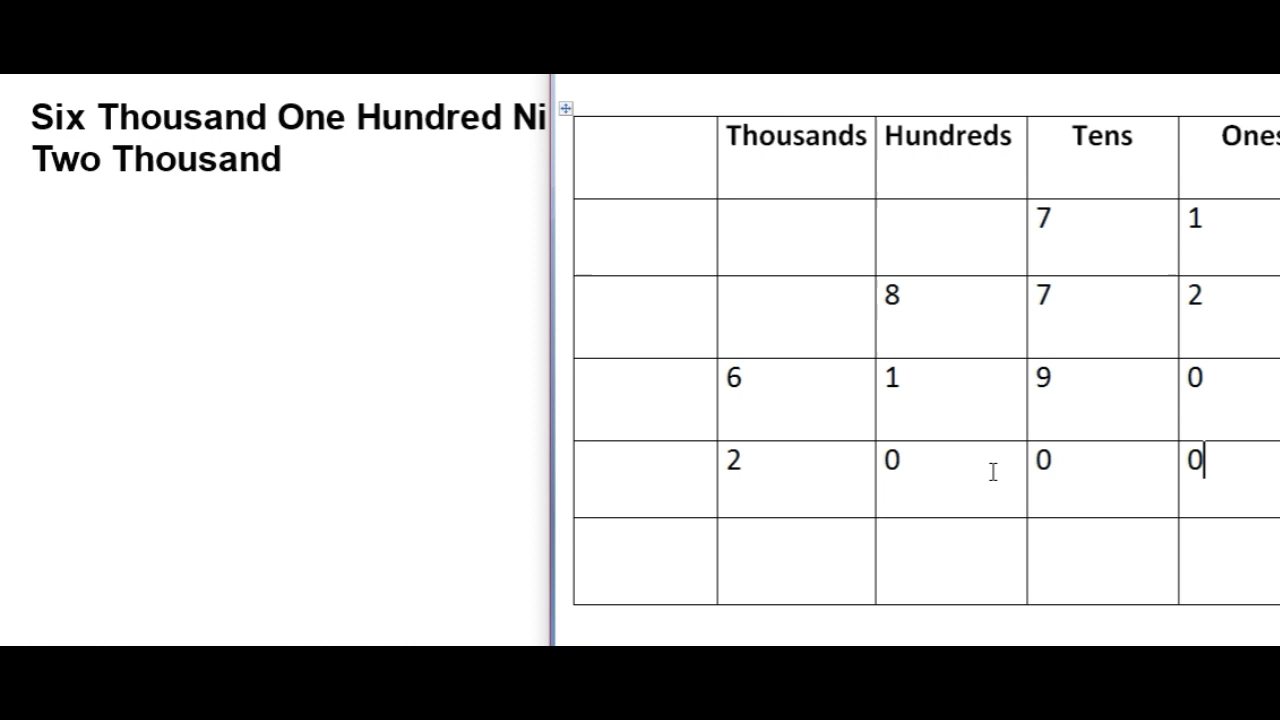 Six Thousand One Hundred Ni
Two Thousand
Thousands Hundreds Tens Ones
7 1
8 7 2
6 1 9 0
2 0 0 0